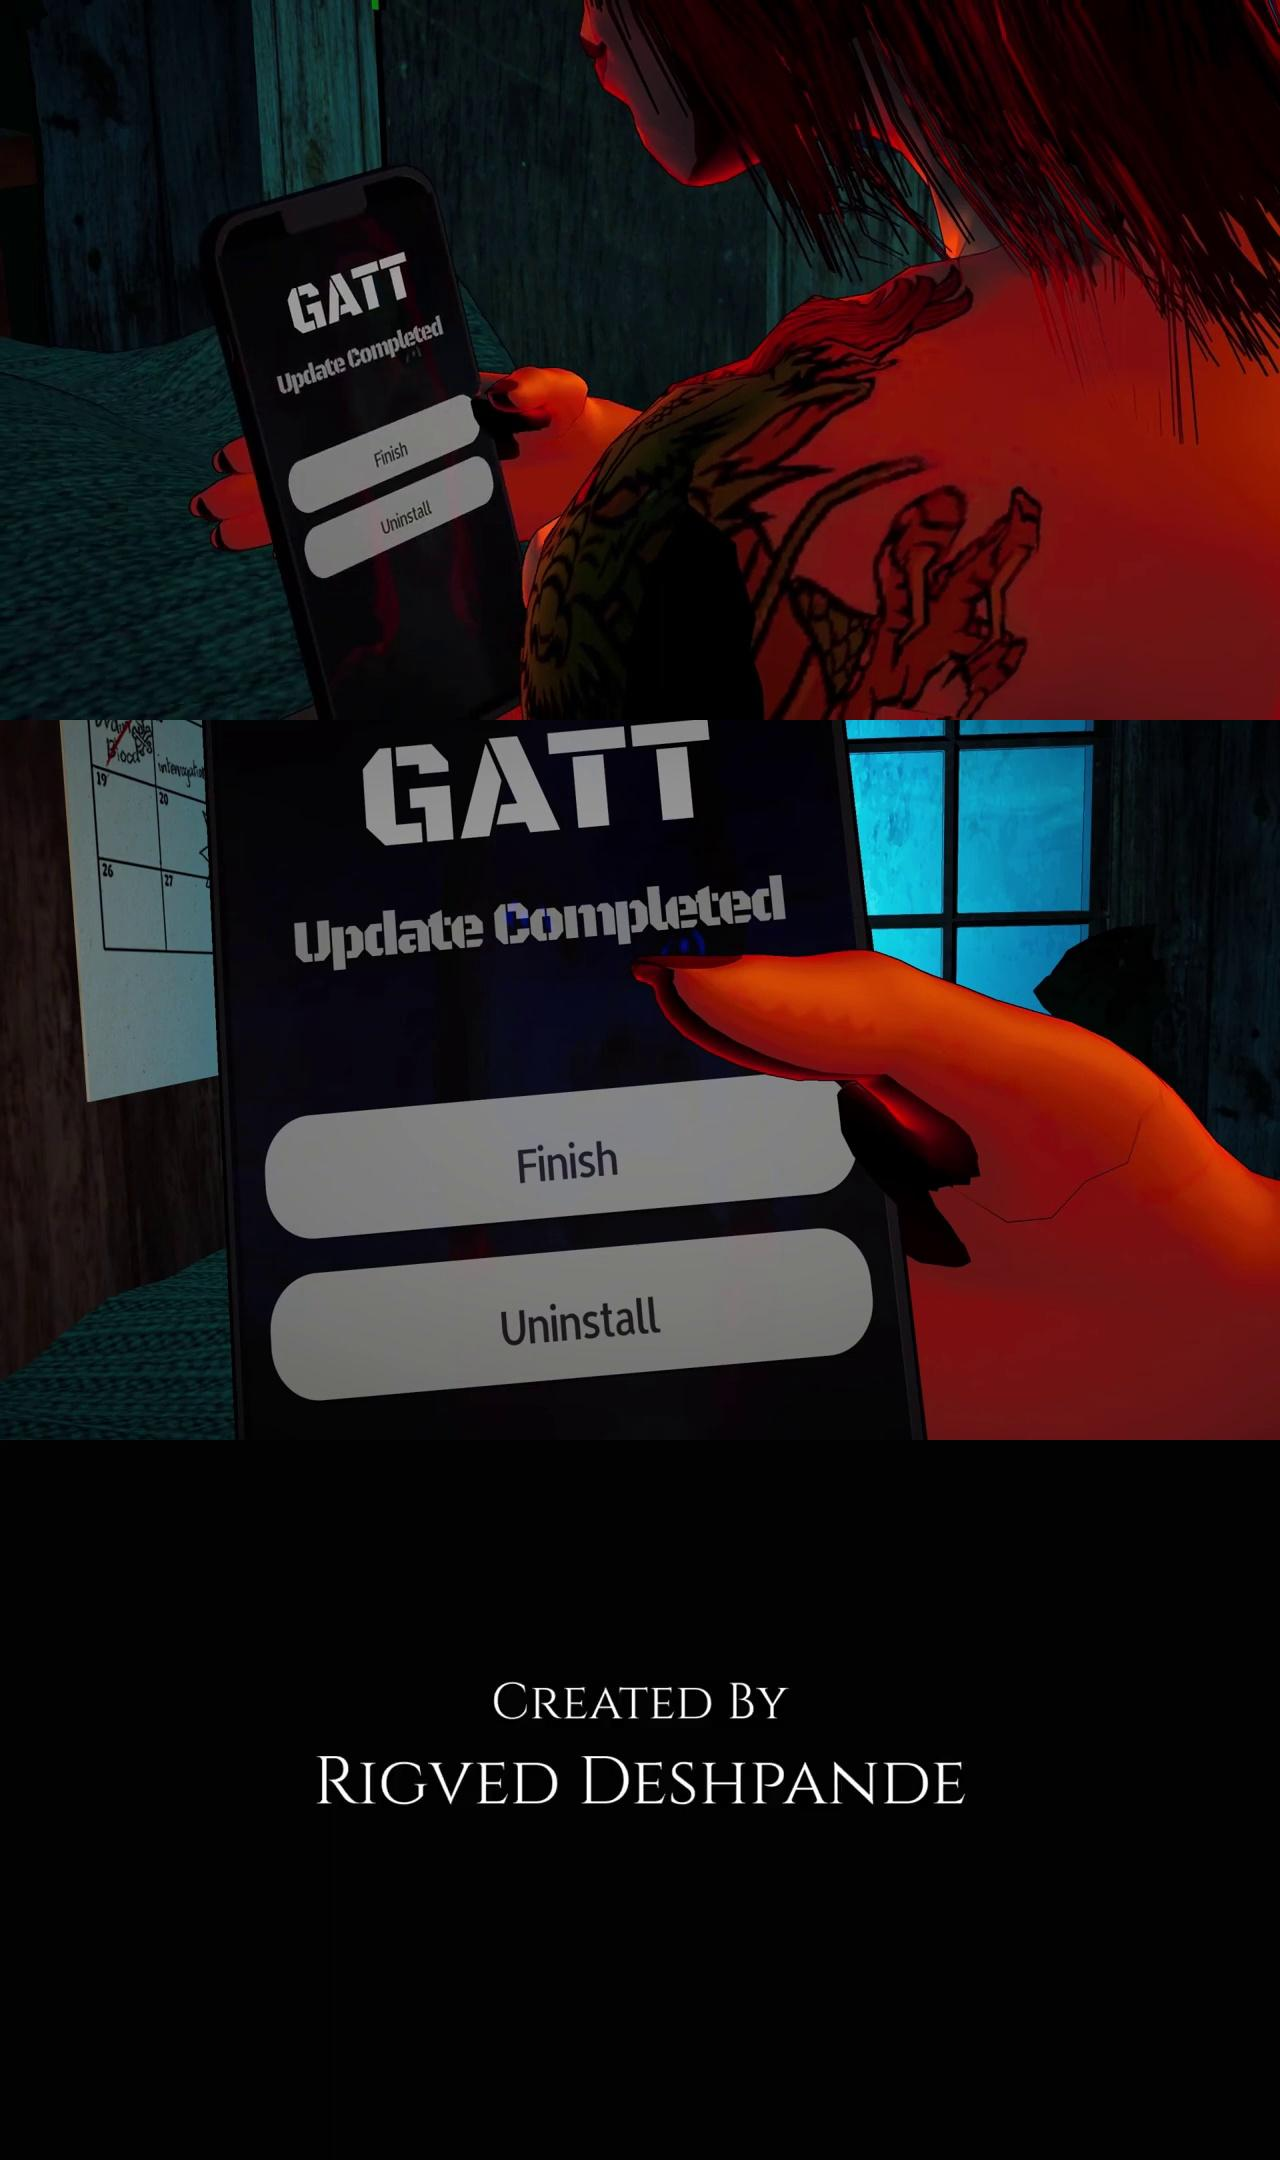 GATT
Update Completed
Finish
Uninstall
Blood
interrogation
19
20
26
27
GATT
Update Completed
Finish
Uninstall
Created By
Rigved Deshpande